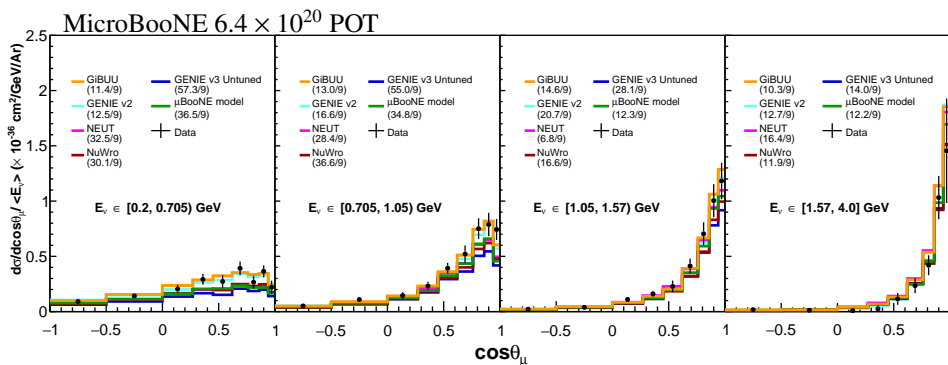 MicroBooNE 6.4 × 10²⁰ POT
dσ/dcosθμ/ <Eν> (× 10⁻³⁶ cm²/GeV/Ar)
2.5
2
1.5
1
0.5
0
GiBUU
(11.4/9)
GENIE v2
(12.5/9)
NEUT
(32.5/9)
NuWro
(30.1/9)
GENIE v3 Untuned
(57.3/9)
μBooNE model
(36.5/9)
Data
Eν ∈ [0.2, 0.705) GeV
GiBUU
(13.0/9)
GENIE v2
(16.6/9)
NEUT
(28.4/9)
NuWro
(36.6/9)
GENIE v3 Untuned
(55.0/9)
μBooNE model
(34.8/9)
Data
Eν ∈ [0.705, 1.05) GeV
GiBUU
(14.6/9)
GENIE v2
(20.7/9)
NEUT
(6.8/9)
NuWro
(16.6/9)
GENIE v3 Untuned
(28.1/9)
μBooNE model
(12.3/9)
Data
Eν ∈ [1.05, 1.57) GeV
GiBUU
(10.3/9)
GENIE v2
(12.7/9)
NEUT
(16.4/9)
NuWro
(11.9/9)
GENIE v3 Untuned
(14.0/9)
μBooNE model
(12.2/9)
Data
Eν ∈ [1.57, 4.0] GeV
−1 −0.5 0 0.5 1 −0.5 0 0.5 1 −0.5 0 0.5 1 −0.5 0 0.5
cosθμ